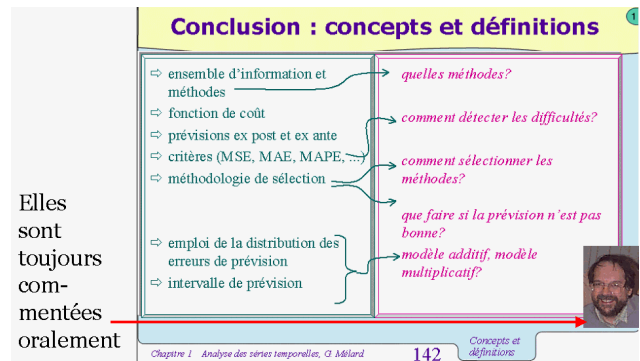 Conclusion : concepts et définitions
1
⇨ ensemble d'information et
méthodes
⇨ fonction de coût
⇨ prévisions ex post et ex ante
⇨ critères (MSE, MAE, MAPE, ...)
⇨ méthodologie de sélection
⇨ emploi de la distribution des
erreurs de prévision
⇨ intervalle de prévision
quelles méthodes?
comment détecter les difficultés?
comment sélectionner les
méthodes?
que faire si la prévision n'est pas
bonne?
modèle additif, modèle
multiplicatif?
Elles
sont
toujours
com-
mentées
oralement
Chapitre 1 Analyse des séries temporelles, G. Mélard
142
Concepts et
définitions